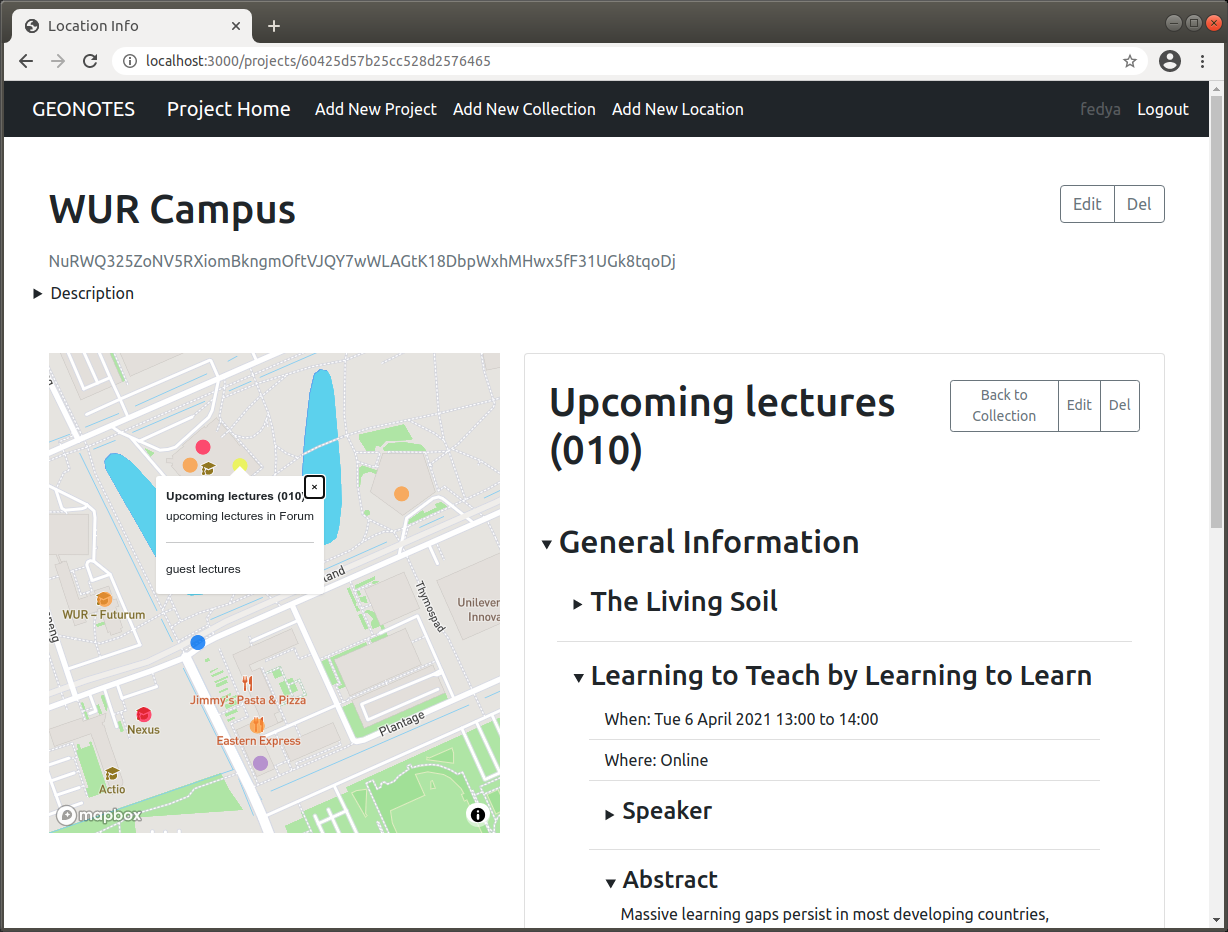 Location Info
localhost:3000/projects/60425d57b25cc528d2576465
GEONOTES Project Home Add New Project Add New Collection Add New Location fedya Logout
WUR Campus
Edit Del
NuRWQ325ZoNV5RXiomBkngmOftVJQY7wWLAGtK18DbpWxhMHwx5fF31UGk8tqoDj
Description
Upcoming lectures (010)
upcoming lectures in Forum
guest lectures
land
WUR – Futurum
Thymospad
Unilever
Innova
Jimmy's Pasta & Pizza
Nexus
Eastern Express
Plantage
Actio
mapbox
Upcoming lectures
(010)
Back to
Collection
Edit Del
General Information
The Living Soil
Learning to Teach by Learning to Learn
When: Tue 6 April 2021 13:00 to 14:00
Where: Online
Speaker
Abstract
Massive learning gaps persist in most developing countries,